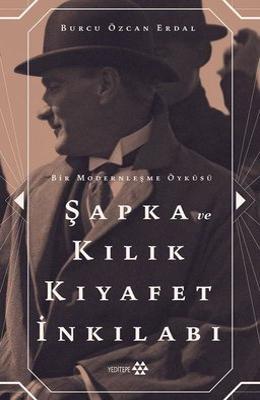 Burcu Özcan Erdal
Bir Modernleşme Öyküsü
Şapka ve
Kılık
Kıyafet
İnkılabı
YEDİTEPE